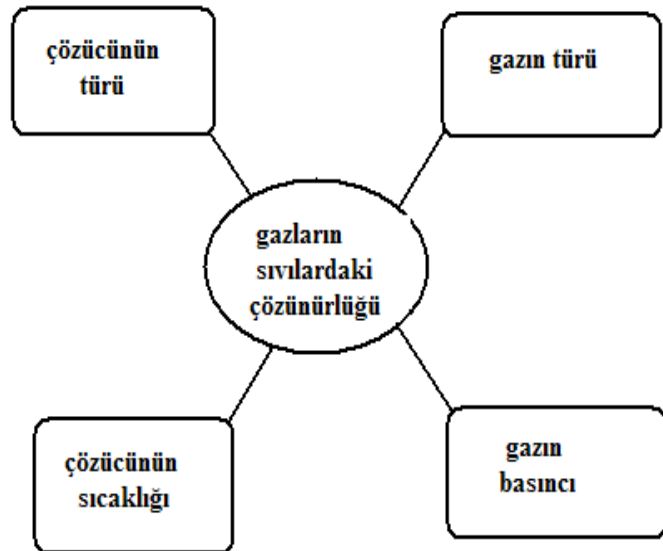 çözücünün
türü
gazın türü
gazların
sıvılardaki
çözünürlüğü
çözücünün
sıcaklığı
gazın
basıncı